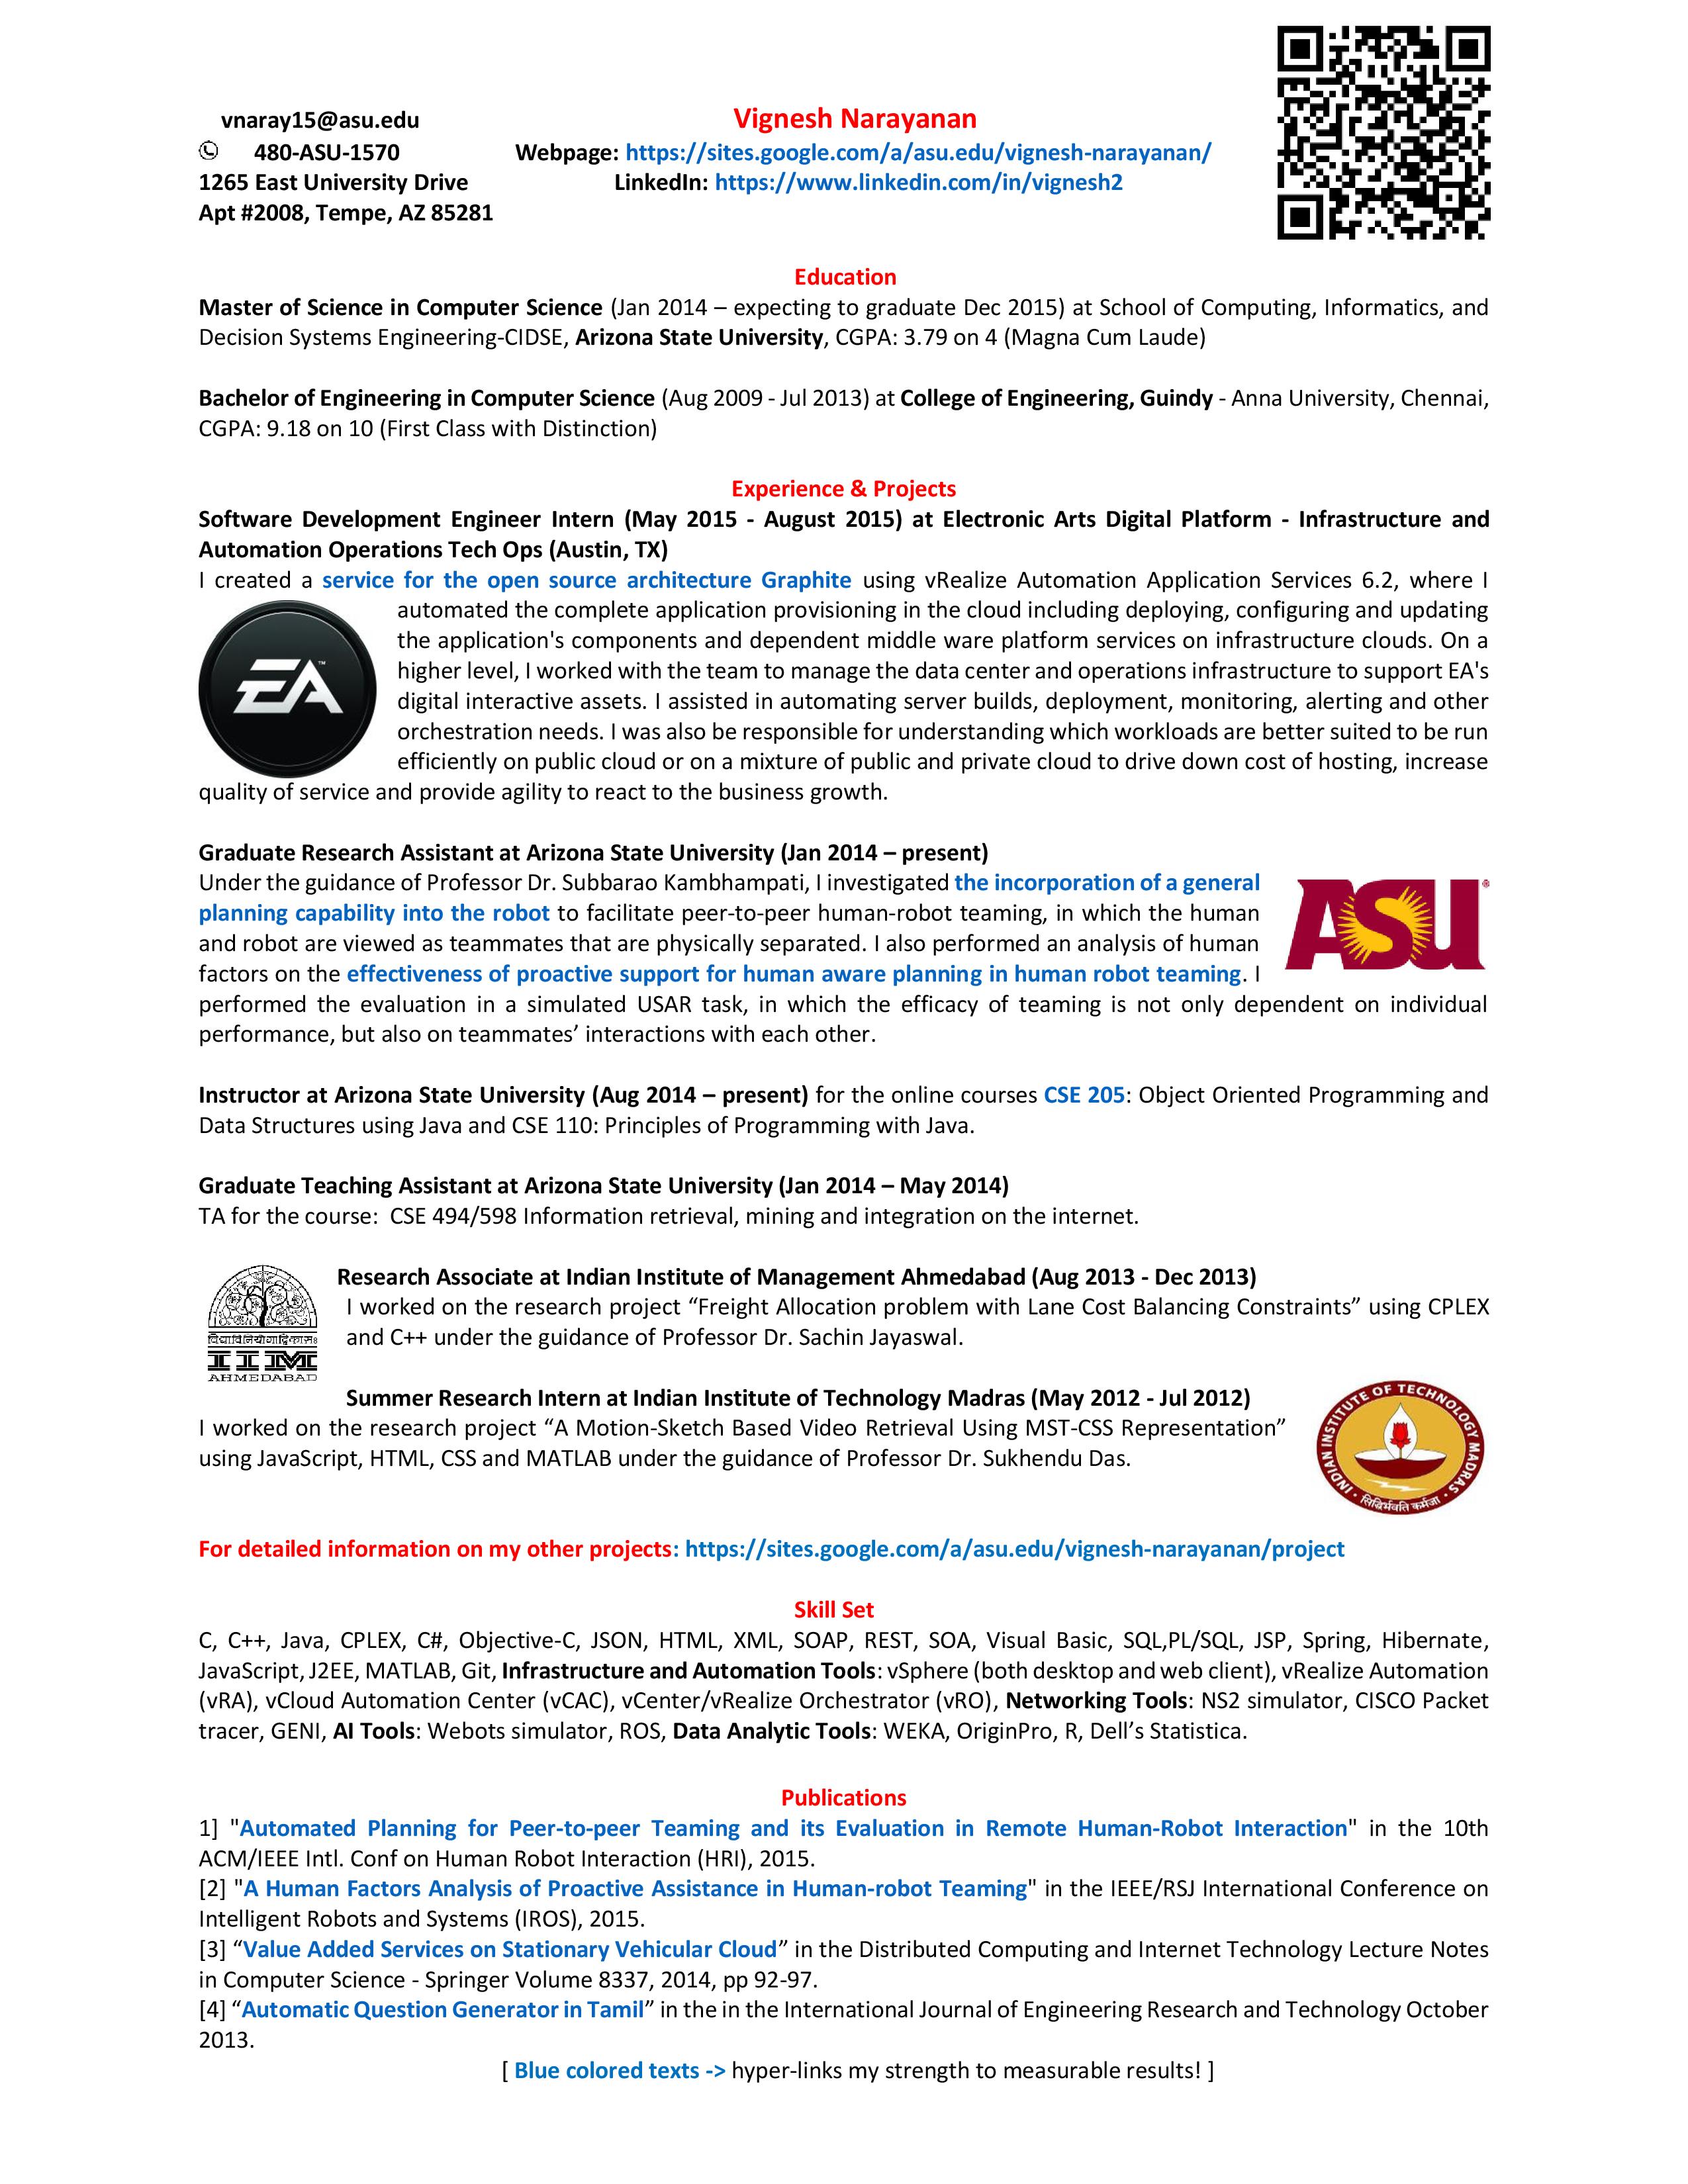 vnaray15@asu.edu
Vignesh Narayanan
480-ASU-1570
Webpage: https://sites.google.com/a/asu.edu/vignesh-narayanan/
1265 East University Drive
LinkedIn: https://www.linkedin.com/in/vignesh2
Apt #2008, Tempe, AZ 85281
Education
Master of Science in Computer Science (Jan 2014 – expecting to graduate Dec 2015) at School of Computing, Informatics, and
Decision Systems Engineering-CIDSE, Arizona State University, CGPA: 3.79 on 4 (Magna Cum Laude)
Bachelor of Engineering in Computer Science (Aug 2009 - Jul 2013) at College of Engineering, Guindy - Anna University, Chennai,
CGPA: 9.18 on 10 (First Class with Distinction)
Experience & Projects
Software Development Engineer Intern (May 2015 - August 2015) at Electronic Arts Digital Platform - Infrastructure and
Automation Operations Tech Ops (Austin, TX)
I created a service for the open source architecture Graphite using vRealize Automation Application Services 6.2, where I
automated the complete application provisioning in the cloud including deploying, configuring and updating
the application's components and dependent middle ware platform services on infrastructure clouds. On a
higher level, I worked with the team to manage the data center and operations infrastructure to support EA's
EA™
digital interactive assets. I assisted in automating server builds, deployment, monitoring, alerting and other
orchestration needs. I was also be responsible for understanding which workloads are better suited to be run
efficiently on public cloud or on a mixture of public and private cloud to drive down cost of hosting, increase
quality of service and provide agility to react to the business growth.
Graduate Research Assistant at Arizona State University (Jan 2014 – present)
Under the guidance of Professor Dr. Subbarao Kambhampati, I investigated the incorporation of a general
planning capability into the robot to facilitate peer-to-peer human-robot teaming, in which the human
ASU®
and robot are viewed as teammates that are physically separated. I also performed an analysis of human
factors on the effectiveness of proactive support for human aware planning in human robot teaming. I
performed the evaluation in a simulated USAR task, in which the efficacy of teaming is not only dependent on individual
performance, but also on teammates’ interactions with each other.
Instructor at Arizona State University (Aug 2014 – present) for the online courses CSE 205: Object Oriented Programming and
Data Structures using Java and CSE 110: Principles of Programming with Java.
Graduate Teaching Assistant at Arizona State University (Jan 2014 – May 2014)
TA for the course:  CSE 494/598 Information retrieval, mining and integration on the internet.
Research Associate at Indian Institute of Management Ahmedabad (Aug 2013 - Dec 2013)
I worked on the research project “Freight Allocation problem with Lane Cost Balancing Constraints” using CPLEX
and C++ under the guidance of Professor Dr. Sachin Jayaswal.
विद्याविनियोगाद्विकासः
IIM
AHMEDABAD
Summer Research Intern at Indian Institute of Technology Madras (May 2012 - Jul 2012)
I worked on the research project “A Motion-Sketch Based Video Retrieval Using MST-CSS Representation”
using JavaScript, HTML, CSS and MATLAB under the guidance of Professor Dr. Sukhendu Das.
INDIAN INSTITUTE OF TECHNOLOGY MADRAS
सिद्धिर्भवति कर्मजा
For detailed information on my other projects: https://sites.google.com/a/asu.edu/vignesh-narayanan/project
Skill Set
C, C++, Java, CPLEX, C#, Objective-C, JSON, HTML, XML, SOAP, REST, SOA, Visual Basic, SQL,PL/SQL, JSP, Spring, Hibernate,
JavaScript, J2EE, MATLAB, Git, Infrastructure and Automation Tools: vSphere (both desktop and web client), vRealize Automation
(vRA), vCloud Automation Center (vCAC), vCenter/vRealize Orchestrator (vRO), Networking Tools: NS2 simulator, CISCO Packet
tracer, GENI, AI Tools: Webots simulator, ROS, Data Analytic Tools: WEKA, OriginPro, R, Dell’s Statistica.
Publications
1] "Automated Planning for Peer-to-peer Teaming and its Evaluation in Remote Human-Robot Interaction" in the 10th
ACM/IEEE Intl. Conf on Human Robot Interaction (HRI), 2015.
[2] "A Human Factors Analysis of Proactive Assistance in Human-robot Teaming" in the IEEE/RSJ International Conference on
Intelligent Robots and Systems (IROS), 2015.
[3] “Value Added Services on Stationary Vehicular Cloud” in the Distributed Computing and Internet Technology Lecture Notes
in Computer Science - Springer Volume 8337, 2014, pp 92-97.
[4] “Automatic Question Generator in Tamil” in the in the International Journal of Engineering Research and Technology October
2013.
[ Blue colored texts -> hyper-links my strength to measurable results! ]